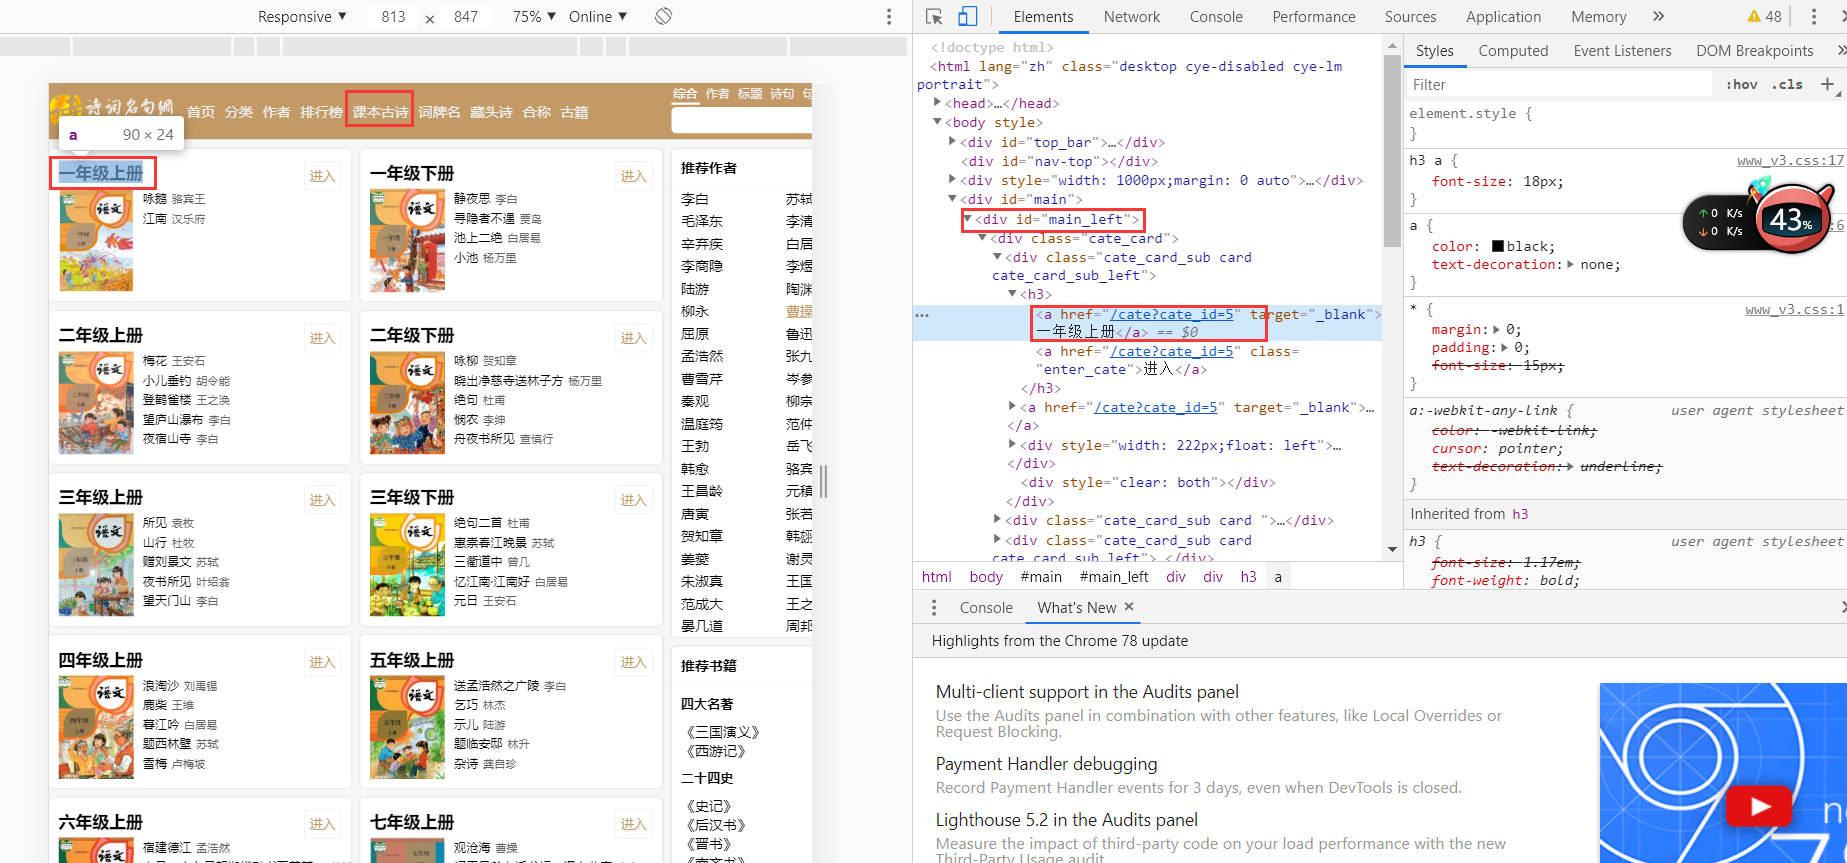 Responsive ▼ 813 × 847 75% ▼ Online ▼
诗词名句网 首页 分类 作者 排行榜 课本古诗 词牌名 藏头诗 合称 古籍
综合 作者 标题 诗句
a 90 × 24
一年级上册 进入
咏鹅 骆宾王
江南 汉乐府
一年级下册 进入
静夜思 李白
寻隐者不遇 贾岛
池上二绝 白居易
小池 杨万里
二年级上册 进入
梅花 王安石
小儿垂钓 胡令能
登鹳雀楼 王之涣
望庐山瀑布 李白
夜宿山寺 李白
二年级下册 进入
咏柳 贺知章
晓出净慈寺送林子方 杨万里
绝句 杜甫
悯农 李绅
舟夜书所见 查慎行
三年级上册 进入
所见 袁枚
山行 杜牧
赠刘景文 苏轼
夜书所见 叶绍翁
望天门山 李白
三年级下册 进入
绝句二首 杜甫
惠崇春江晚景 苏轼
三衢道中 曾几
忆江南·江南好 白居易
元日 王安石
四年级上册 进入
浪淘沙 刘禹锡
鹿柴 王维
暮江吟 白居易
题西林壁 苏轼
雪梅 卢梅坡
五年级上册 进入
送孟浩然之广陵 李白
乞巧 林杰
示儿 陆游
题临安邸 林升
杂诗 龚自珍
六年级上册 进入
宿建德江 孟浩然
七年级上册 进入
观沧海 曹操
推荐作者
李白 苏轼
毛泽东 李清
辛弃疾 白居
李商隐 李煜
陆游 陶渊
柳永 曹操
屈原 鲁迅
孟浩然 张九
曹雪芹 岑参
秦观 柳宗
温庭筠 范仲
王勃 岳飞
韩愈 骆宾
王昌龄 元稹
唐寅 张若
贺知章 韩翃
姜夔 谢灵
朱淑真 王国
范成大 王之
晏几道 周邦
推荐书籍
四大名著
《三国演义》
《西游记》
二十四史
《史记》
《后汉书》
《晋书》
Elements Network Console Performance Sources Application Memory » 48
<!doctype html>
<html lang="zh" class="desktop cye-disabled cye-lm
portrait">
<head>…</head>
<body style>
<div id="top_bar">…</div>
<div id="nav-top"></div>
<div style="width: 1000px;margin: 0 auto">…</div>
<div id="main">
<div id="main_left">
<div class="cate_card">
<div class="cate_card_sub card
cate_card_sub_left">
<h3>
<a href="/cate?cate_id=5" target="_blank">
一年级上册</a> == $0
<a href="/cate?cate_id=5" class=
"enter_cate">进入</a>
</h3>
<a href="/cate?cate_id=5" target="_blank">…
</a>
<div style="width: 222px;float: left">…
</div>
<div style="clear: both"></div>
</div>
<div class="cate_card_sub card ">…</div>
<div class="cate_card_sub card
cate_card_sub_left">…</div>
html body #main #main_left div div h3 a
Styles Computed Event Listeners DOM Breakpoints »
Filter :hov .cls +
element.style {
}
h3 a { www_v3.css:17
font-size: 18px;
}
a { :6
color: black;
text-decoration: none;
}
* { www_v3.css:1
margin: 0;
padding: 0;
font-size: 15px;
}
a:-webkit-any-link { user agent stylesheet
color: -webkit-link;
cursor: pointer;
text-decoration: underline;
}
Inherited from h3
h3 { user agent stylesheet
font-size: 1.17em;
font-weight: bold;
↑ 0 K/s
↓ 0 K/s
43%
Console What's New ×
Highlights from the Chrome 78 update
Multi-client support in the Audits panel
Use the Audits panel in combination with other features, like Local Overrides or
Request Blocking.
Payment Handler debugging
Record Payment Handler events for 3 days, even when DevTools is closed.
Lighthouse 5.2 in the Audits panel
Measure the impact of third-party code on your load performance with the new
Third-Party Usage audit